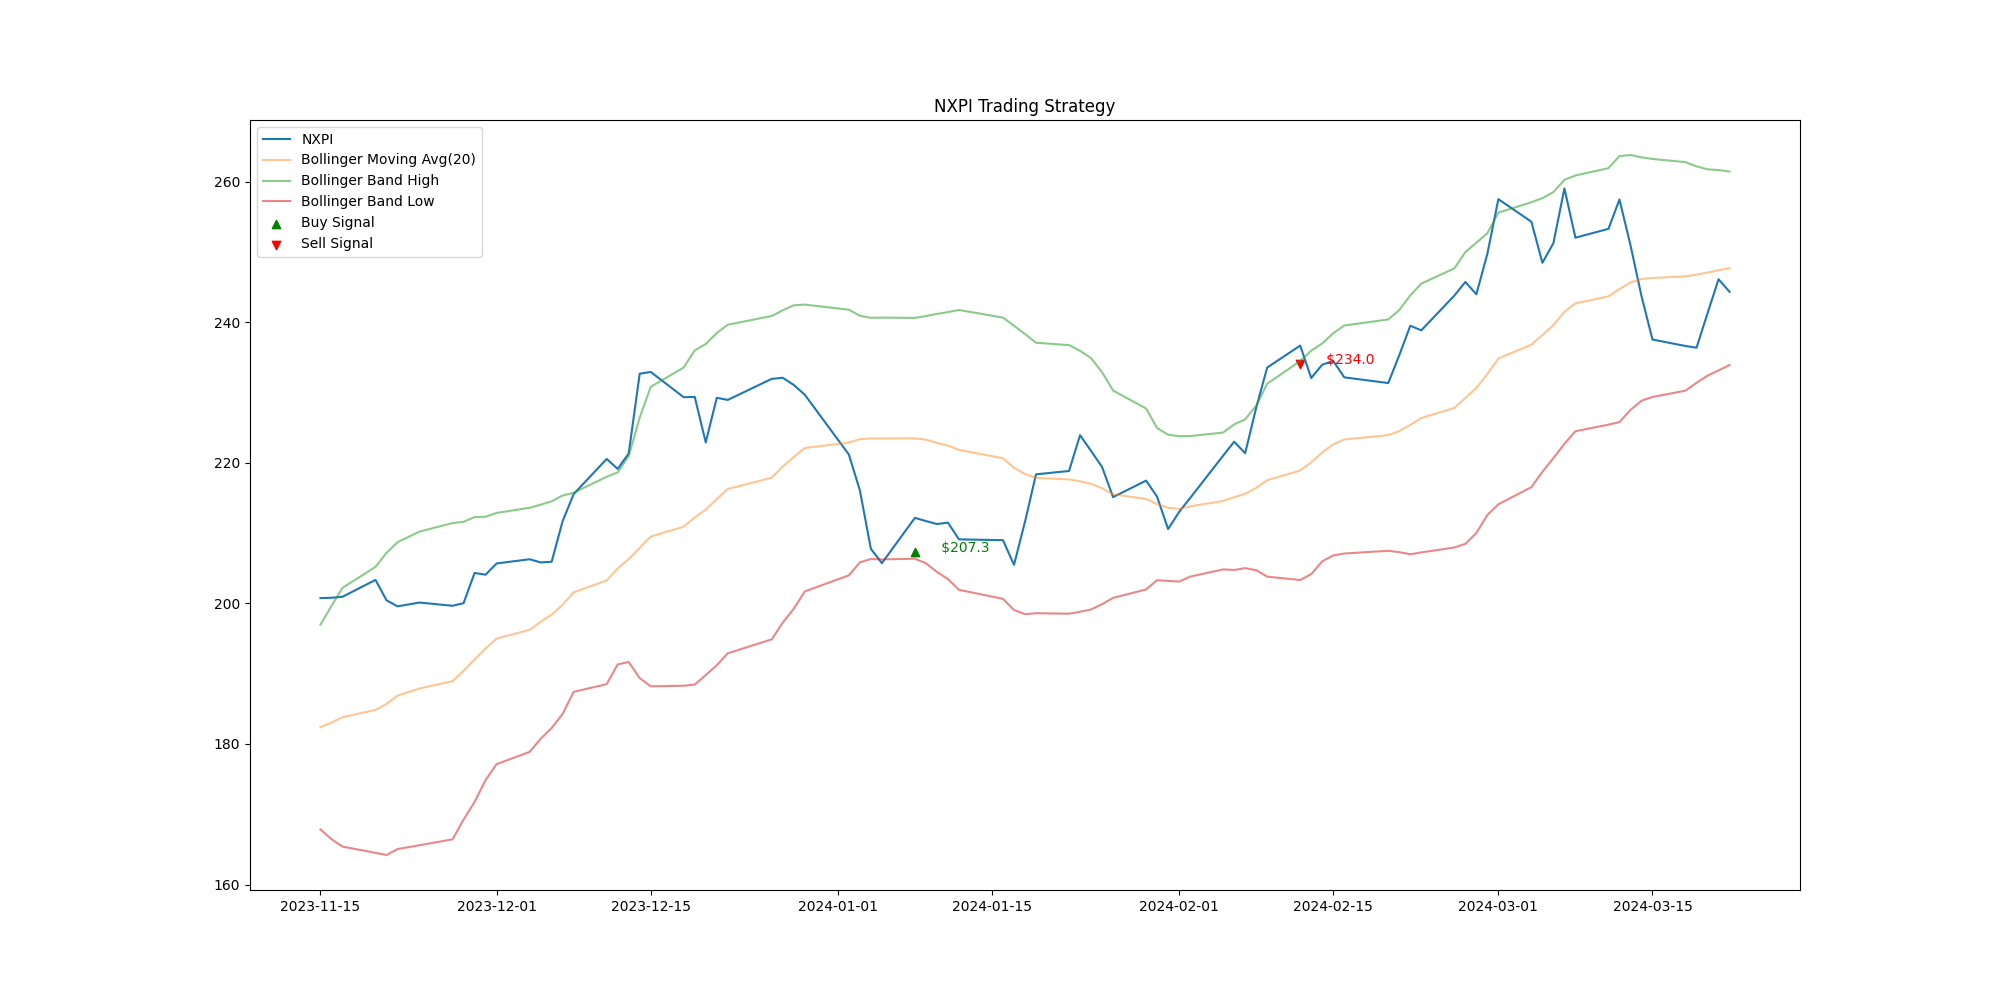 NXPI Trading Strategy
NXPI
Bollinger Moving Avg(20)
Bollinger Band High
Bollinger Band Low
Buy Signal
Sell Signal
260
240
220
200
180
160
$234.0
$207.3
2023-11-15 2023-12-01 2023-12-15 2024-01-01 2024-01-15 2024-02-01 2024-02-15 2024-03-01 2024-03-15